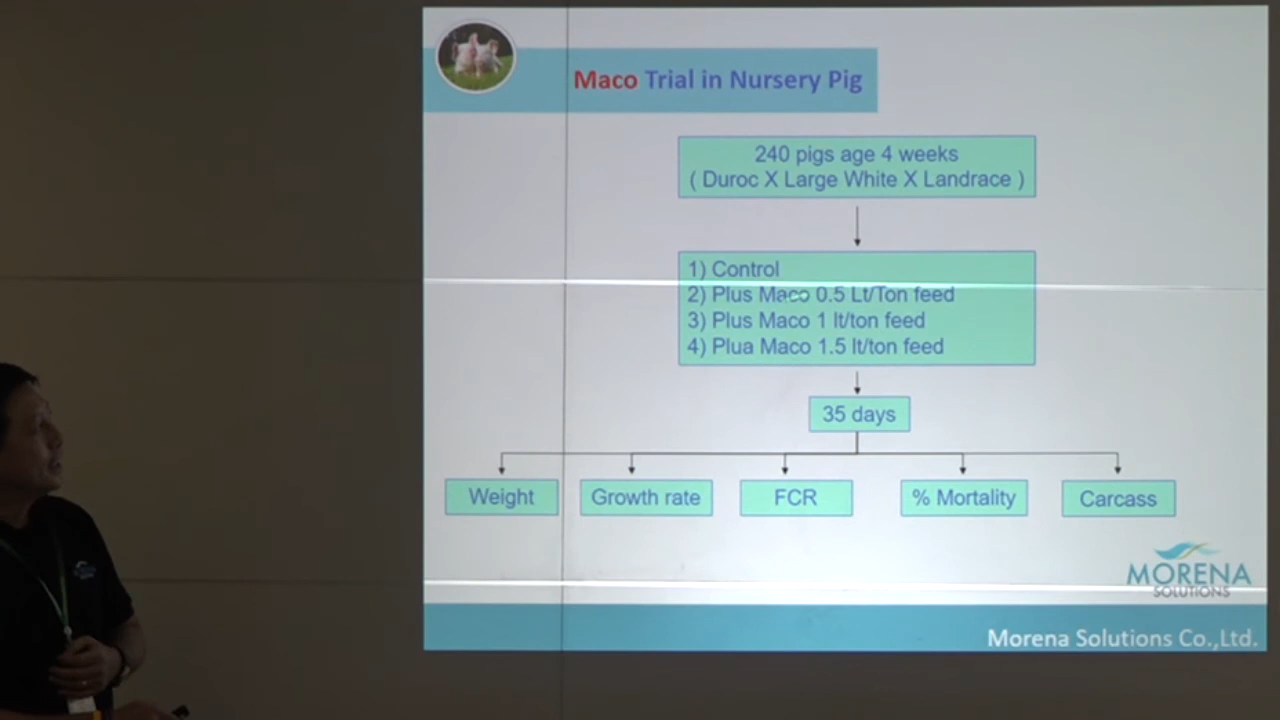 Maco Trial in Nursery Pig
240 pigs age 4 weeks
( Duroc X Large White X Landrace )
1) Control
2) Plus Maco 0.5 Lt/Ton feed
3) Plus Maco 1 lt/ton feed
4) Plua Maco 1.5 lt/ton feed
35 days
Weight
Growth rate
FCR
% Mortality
Carcass
MORENA
SOLUTIONS
Morena Solutions Co.,Ltd.